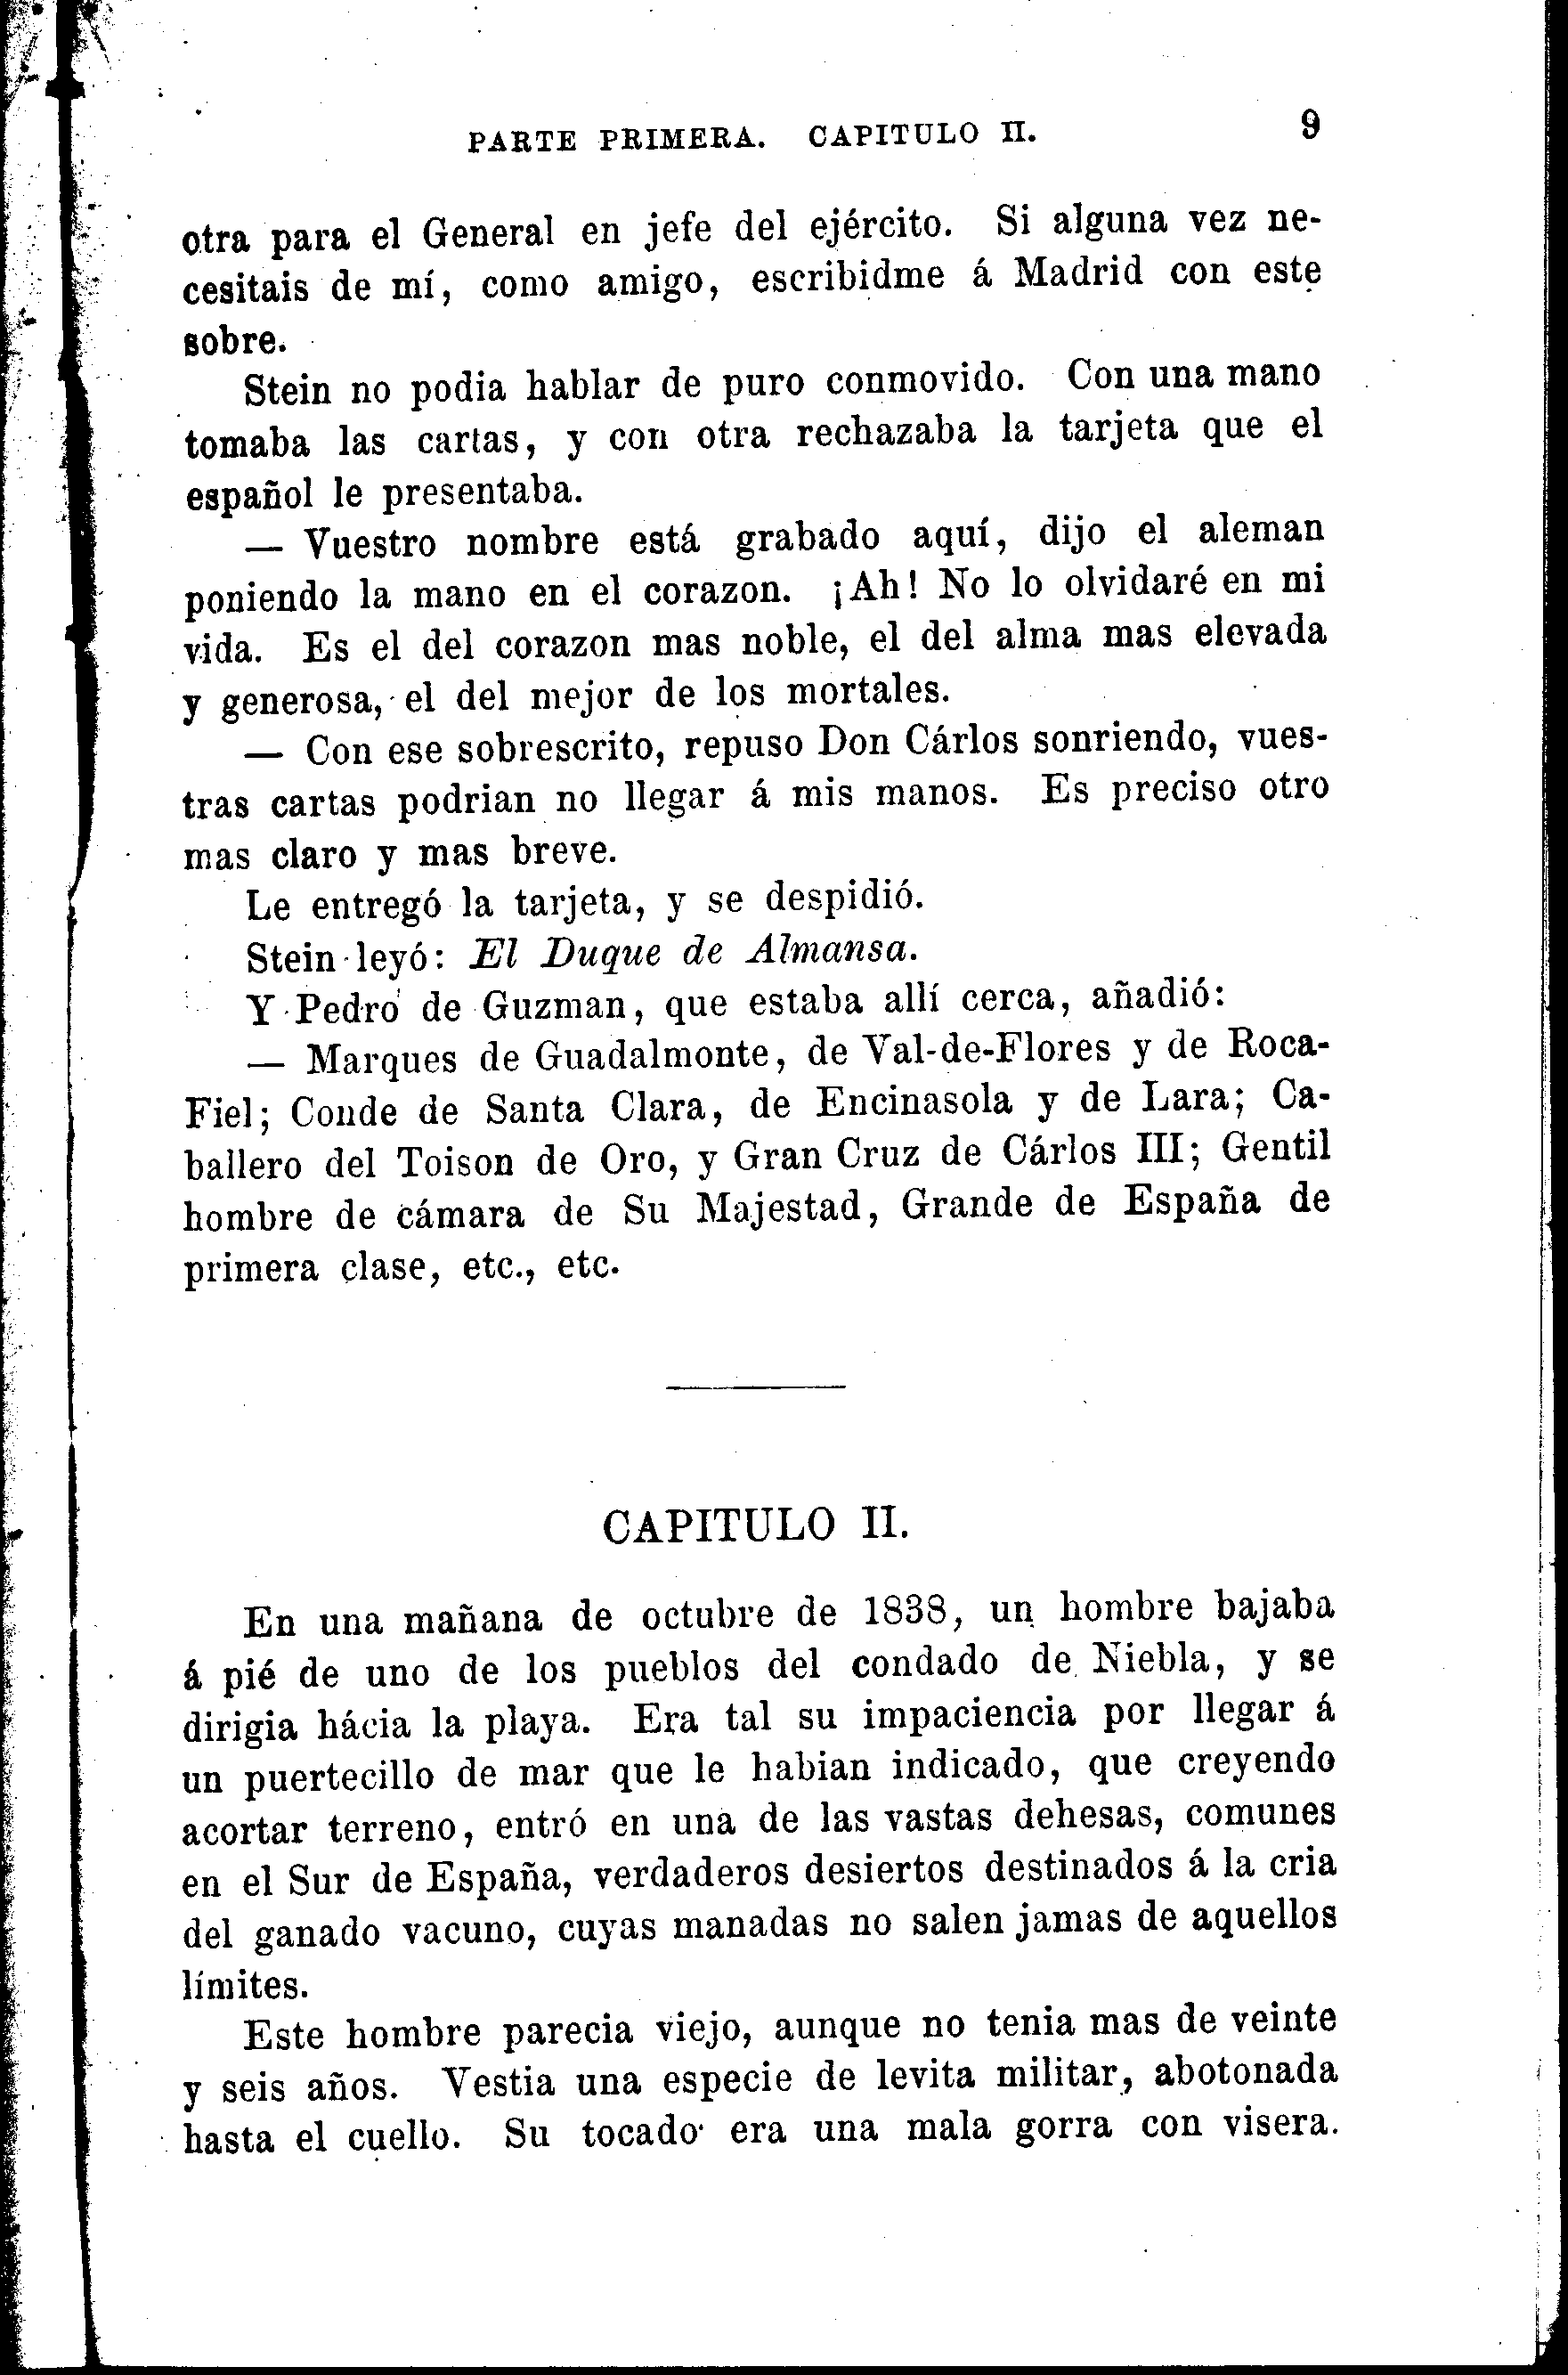 PARTE PRIMERA. CAPITULO II. 9
otra para el General en jefe del ejército. Si alguna vez ne-
cesitais de mí, como amigo, escribidme á Madrid con este
sobre.
Stein no podia hablar de puro conmovido. Con una mano
tomaba las cartas, y con otra rechazaba la tarjeta que el
español le presentaba.
— Vuestro nombre está grabado aquí, dijo el aleman
poniendo la mano en el corazon. ¡Ah! No lo olvidaré en mi
vida. Es el del corazon mas noble, el del alma mas elevada
y generosa, el del mejor de los mortales.
— Con ese sobrescrito, repuso Don Cárlos sonriendo, vues-
tras cartas podrian no llegar á mis manos. Es preciso otro
mas claro y mas breve.
Le entregó la tarjeta, y se despidió.
Stein leyó: El Duque de Almansa.
Y Pedro de Guzman, que estaba allí cerca, añadió:
— Marques de Guadalmonte, de Val-de-Flores y de Roca-
Fiel; Conde de Santa Clara, de Encinasola y de Lara; Ca-
ballero del Toison de Oro, y Gran Cruz de Cárlos III; Gentil
hombre de cámara de Su Majestad, Grande de España de
primera clase, etc., etc.
CAPITULO II.
En una mañana de octubre de 1838, un hombre bajaba
á pié de uno de los pueblos del condado de Niebla, y se
dirigia hácia la playa. Era tal su impaciencia por llegar á
un puertecillo de mar que le habian indicado, que creyendo
acortar terreno, entró en una de las vastas dehesas, comunes
en el Sur de España, verdaderos desiertos destinados á la cria
del ganado vacuno, cuyas manadas no salen jamas de aquellos
límites.
Este hombre parecia viejo, aunque no tenia mas de veinte
y seis años. Vestia una especie de levita militar, abotonada
hasta el cuello. Su tocado era una mala gorra con visera.